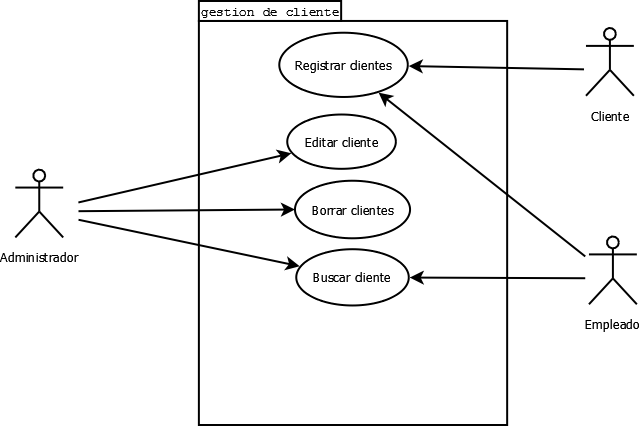 gestion de cliente
Registrar clientes
Cliente
Editar cliente
Borrar clientes
Administrador
Buscar cliente
Empleado